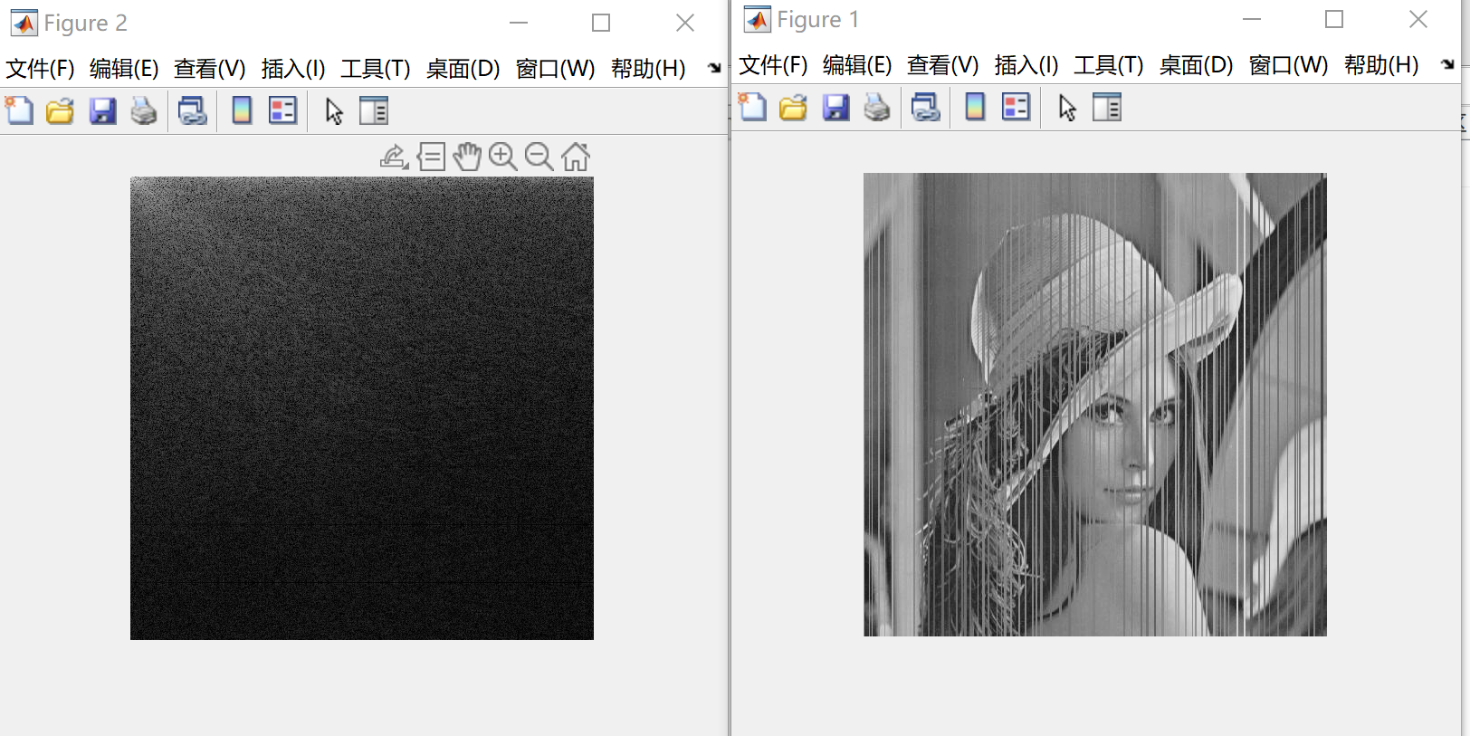 Figure 2
文件(F) 编辑(E) 查看(V) 插入(I) 工具(T) 桌面(D) 窗口(W) 帮助(H)
Figure 1
文件(F) 编辑(E) 查看(V) 插入(I) 工具(T) 桌面(D) 窗口(W) 帮助(H)